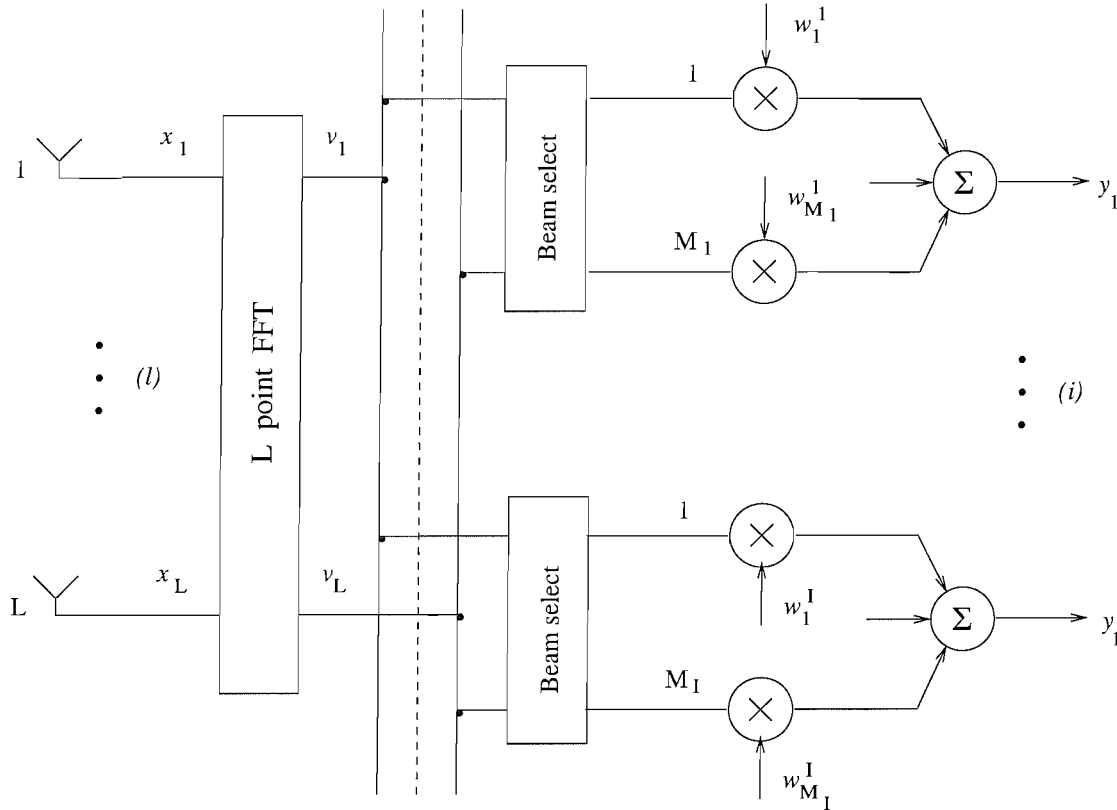 w_1^1
1
x_1
v_1
1
Beam select
Σ
y_1
w_{M_1}^1
M_1
L point FFT
(l)
(i)
1
x_L
v_L
L
Beam select
w_1^I
Σ
y_1
M_I
w_{M_I}^I